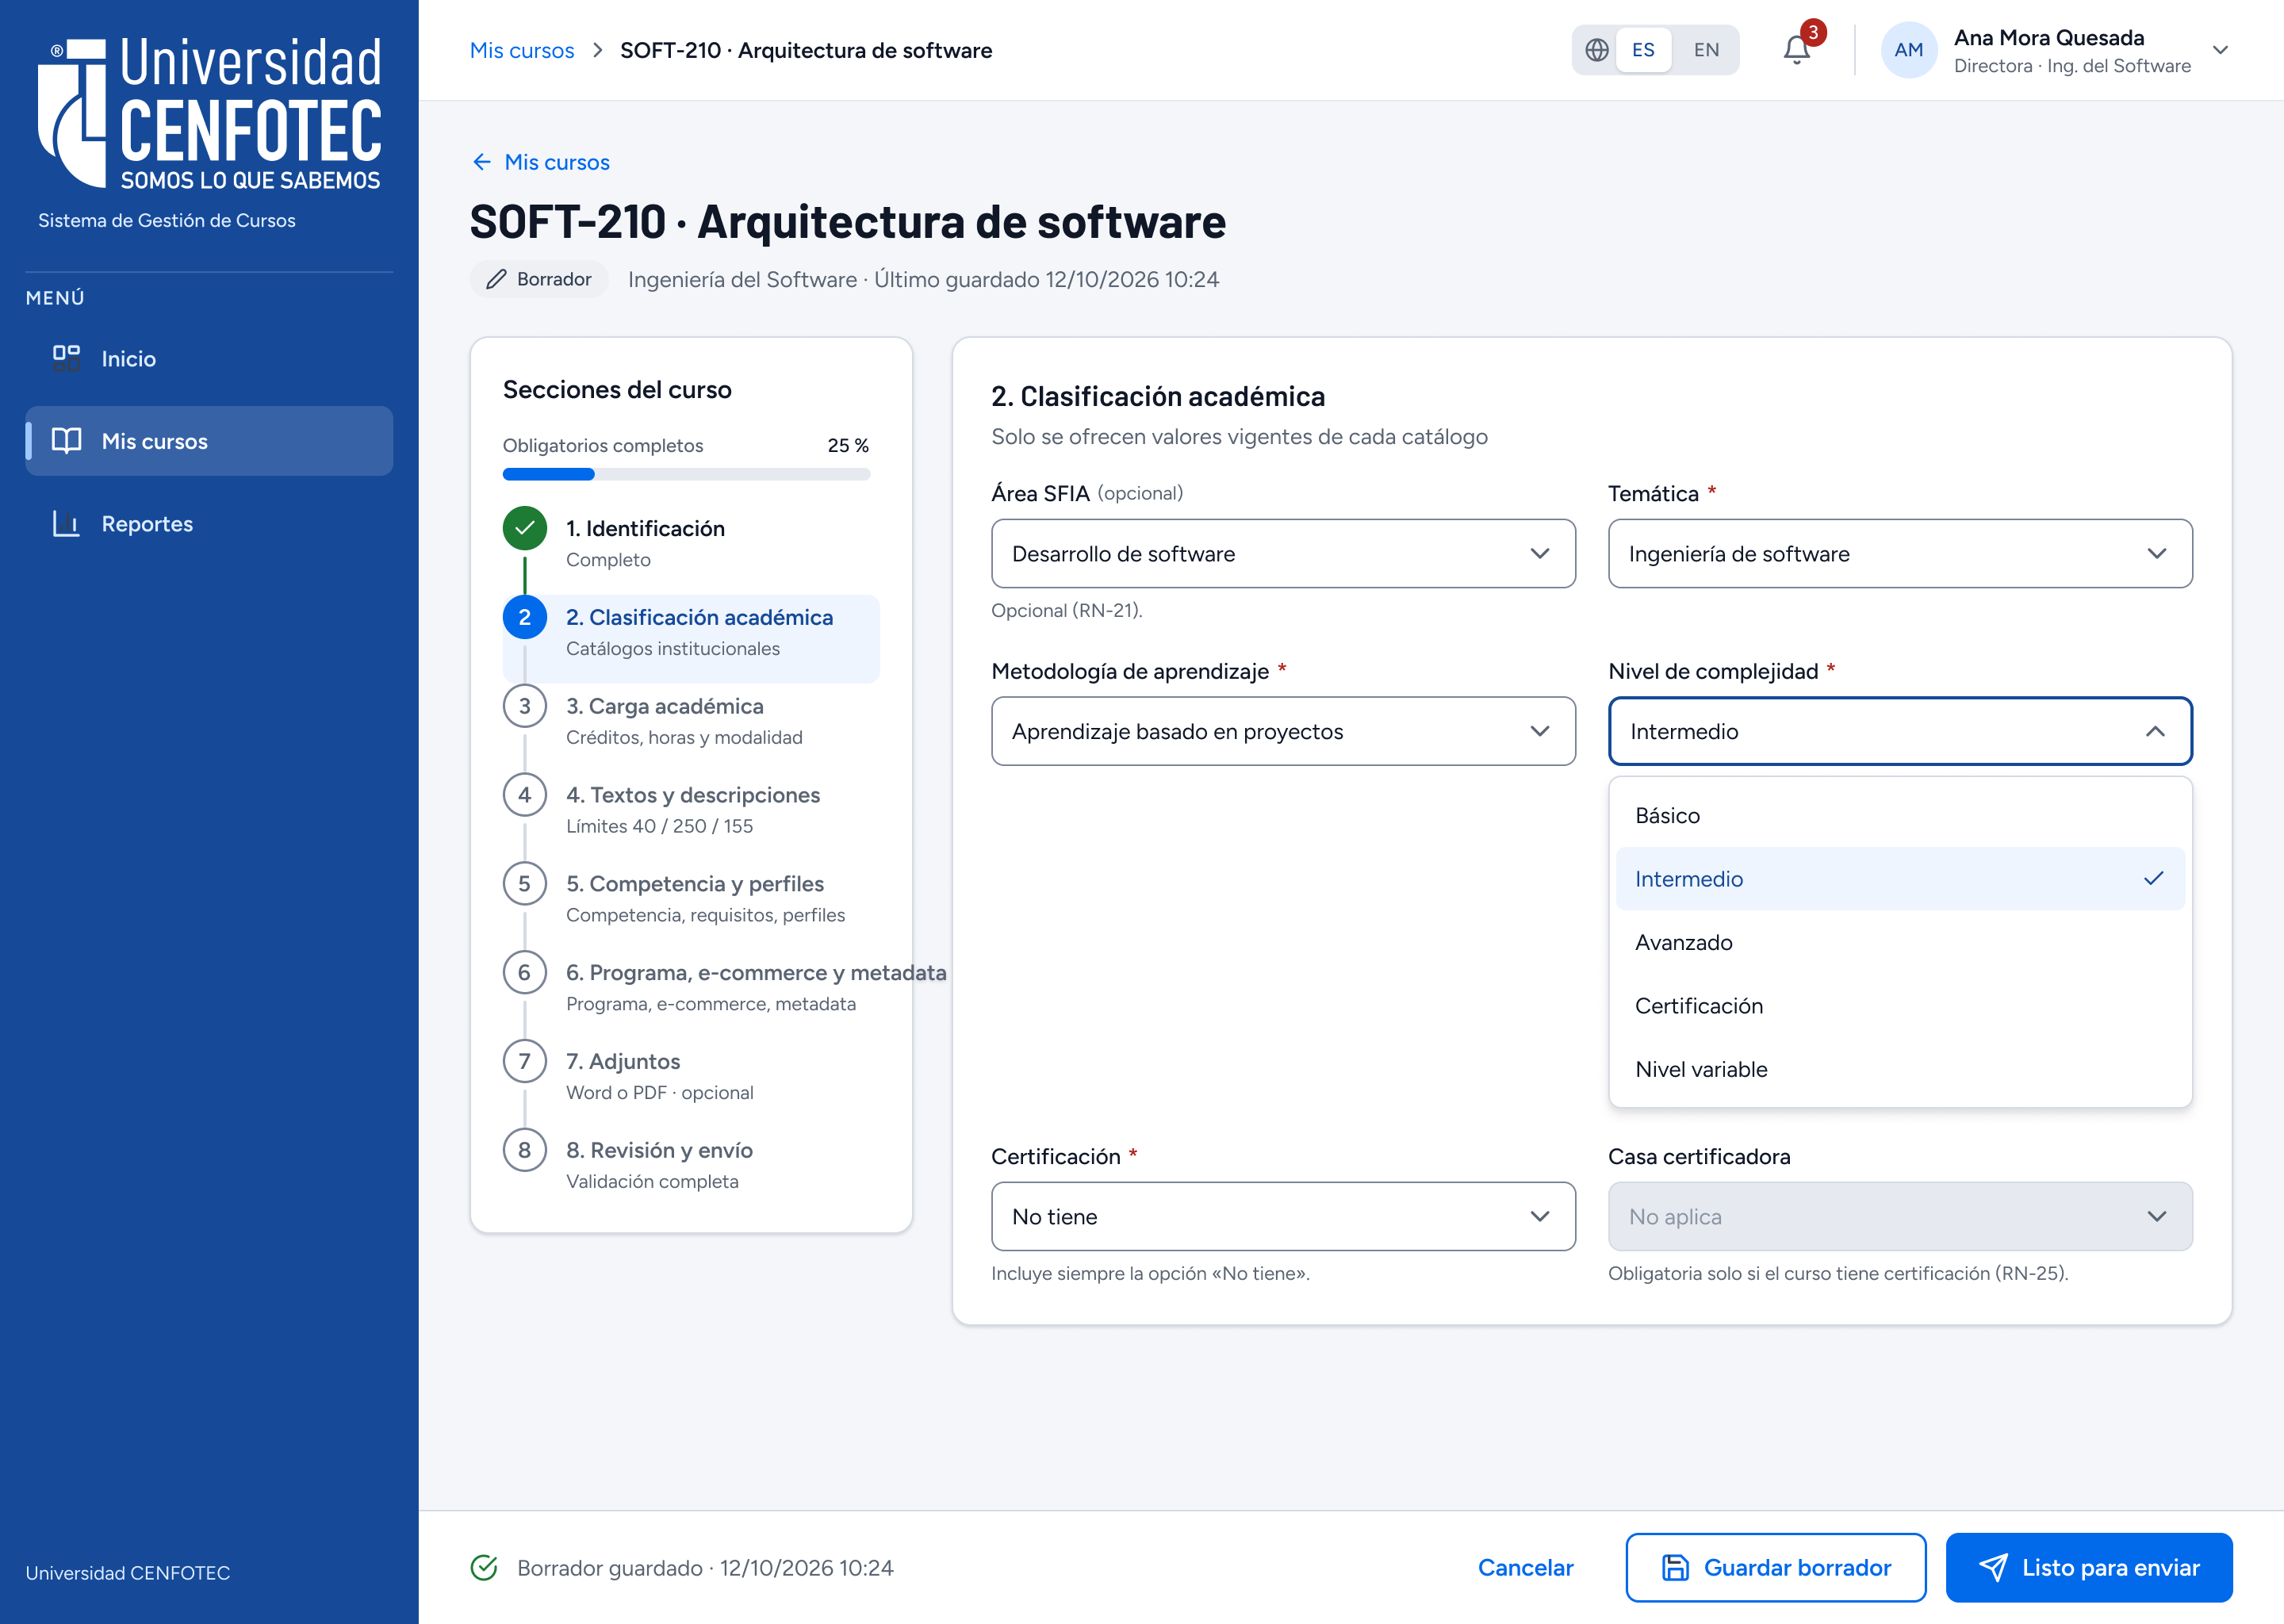 ® Universidad
CENFOTEC
SOMOS LO QUE SABEMOS
Sistema de Gestión de Cursos
MENÚ
Inicio
Mis cursos
Reportes
Universidad CENFOTEC
Mis cursos > SOFT-210 · Arquitectura de software
ES EN
3
AM
Ana Mora Quesada
Directora · Ing. del Software
← Mis cursos
SOFT-210 · Arquitectura de software
Borrador
Ingeniería del Software · Último guardado 12/10/2026 10:24
Secciones del curso
Obligatorios completos 25 %
1. Identificación
Completo
2 2. Clasificación académica
Catálogos institucionales
3 3. Carga académica
Créditos, horas y modalidad
4 4. Textos y descripciones
Límites 40 / 250 / 155
5 5. Competencia y perfiles
Competencia, requisitos, perfiles
6 6. Programa, e-commerce y metadata
Programa, e-commerce, metadata
7 7. Adjuntos
Word o PDF · opcional
8 8. Revisión y envío
Validación completa
2. Clasificación académica
Solo se ofrecen valores vigentes de cada catálogo
Área SFIA (opcional)
Desarrollo de software
Opcional (RN-21).
Temática *
Ingeniería de software
Metodología de aprendizaje *
Aprendizaje basado en proyectos
Nivel de complejidad *
Intermedio
Básico
Intermedio
Avanzado
Certificación
Nivel variable
Certificación *
No tiene
Incluye siempre la opción «No tiene».
Casa certificadora
No aplica
Obligatoria solo si el curso tiene certificación (RN-25).
Borrador guardado · 12/10/2026 10:24
Cancelar
Guardar borrador
Listo para enviar